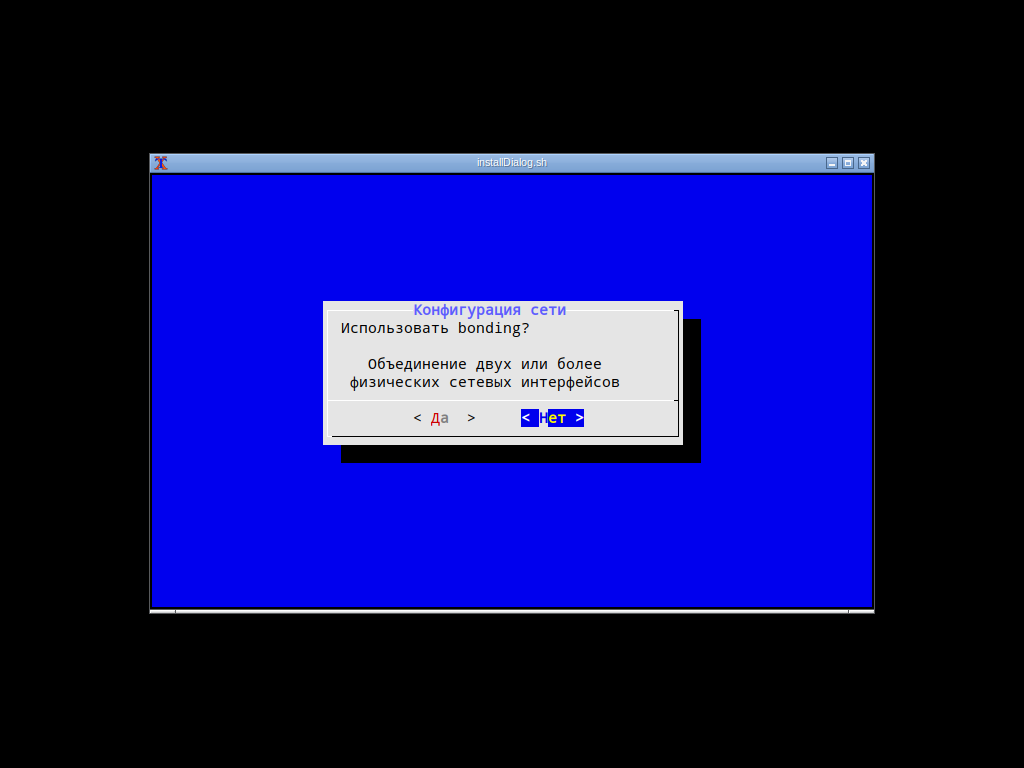 installDialog.sh
Конфигурация сети
Использовать bonding?
Объединение двух или более
физических сетевых интерфейсов
< Да > < Нет >